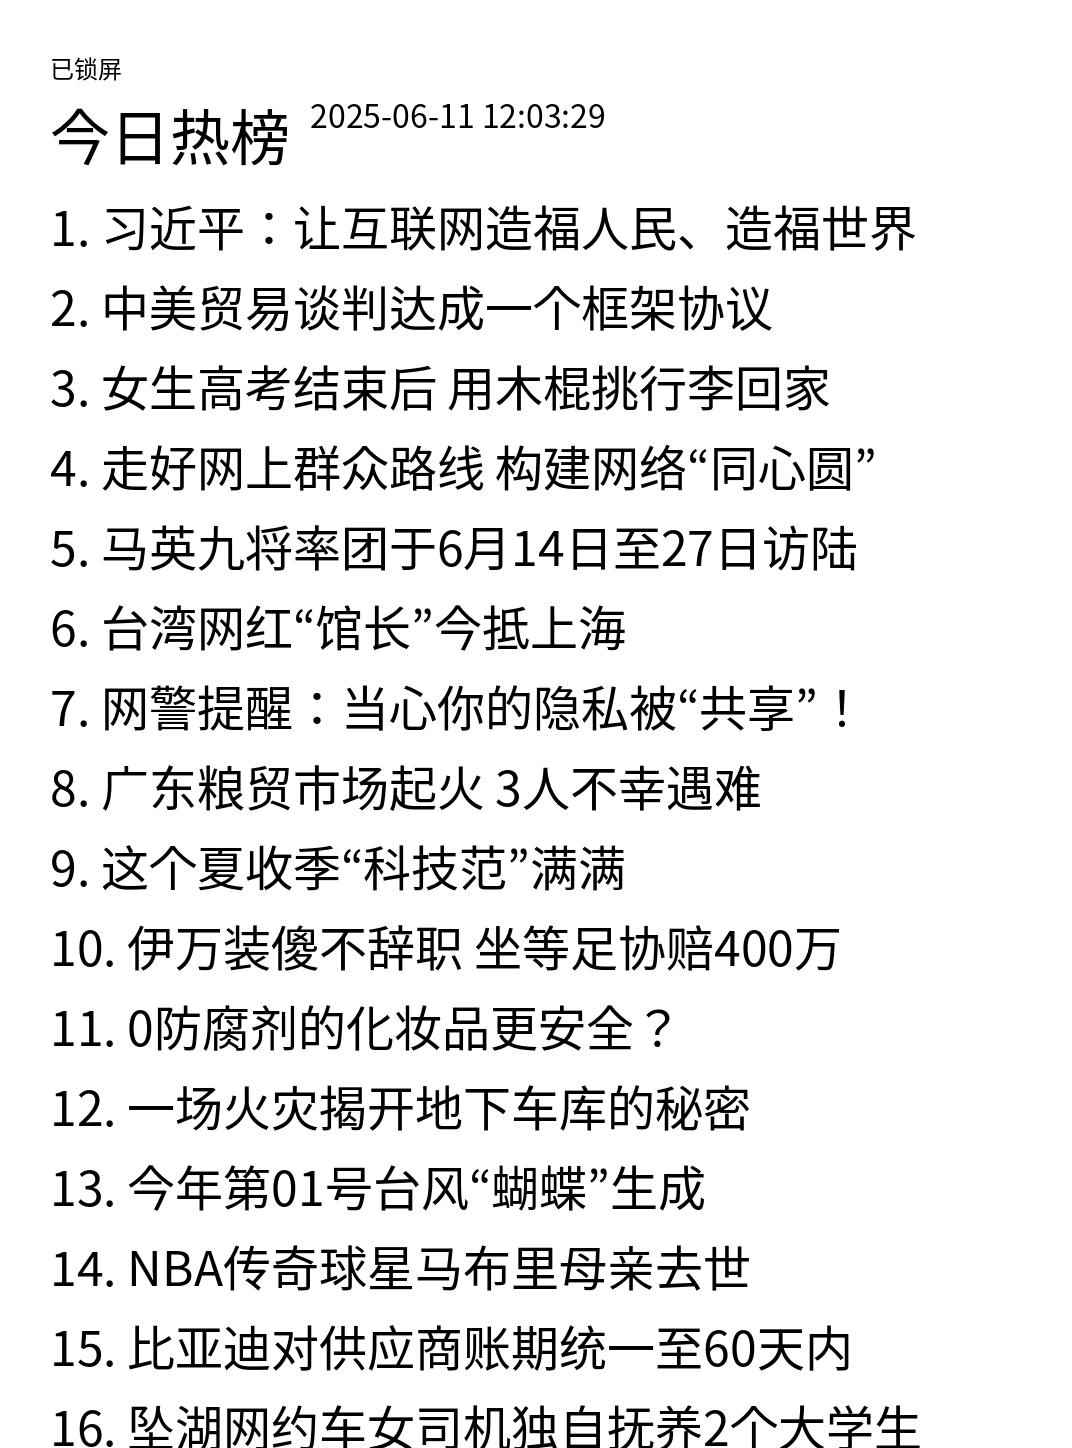 已锁屏
今日热榜 2025-06-11 12:03:29
1. 习近平：让互联网造福人民、造福世界
2. 中美贸易谈判达成一个框架协议
3. 女生高考结束后 用木棍挑行李回家
4. 走好网上群众路线 构建网络“同心圆”
5. 马英九将率团于6月14日至27日访陆
6. 台湾网红“馆长”今抵上海
7. 网警提醒：当心你的隐私被“共享”！
8. 广东粮贸市场起火 3人不幸遇难
9. 这个夏收季“科技范”满满
10. 伊万装傻不辞职 坐等足协赔400万
11. 0防腐剂的化妆品更安全？
12. 一场火灾揭开地下车库的秘密
13. 今年第01号台风“蝴蝶”生成
14. NBA传奇球星马布里母亲去世
15. 比亚迪对供应商账期统一至60天内
16. 坠湖网约车女司机独自抚养2个大学生